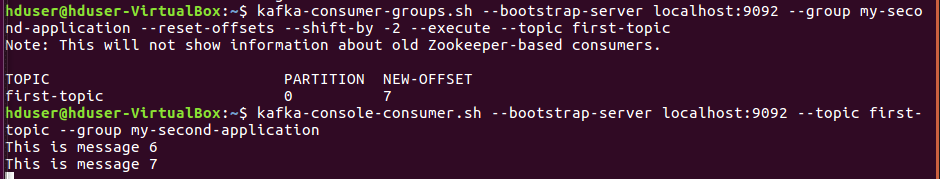 hduser@hduser-VirtualBox:~$ kafka-consumer-groups.sh --bootstrap-server localhost:9092 --group my-seco
nd-application --reset-offsets --shift-by -2 --execute --topic first-topic
Note: This will not show information about old Zookeeper-based consumers.
TOPIC PARTITION NEW-OFFSET
first-topic 0 7
hduser@hduser-VirtualBox:~$ kafka-console-consumer.sh --bootstrap-server localhost:9092 --topic first-
topic --group my-second-application
This is message 6
This is message 7